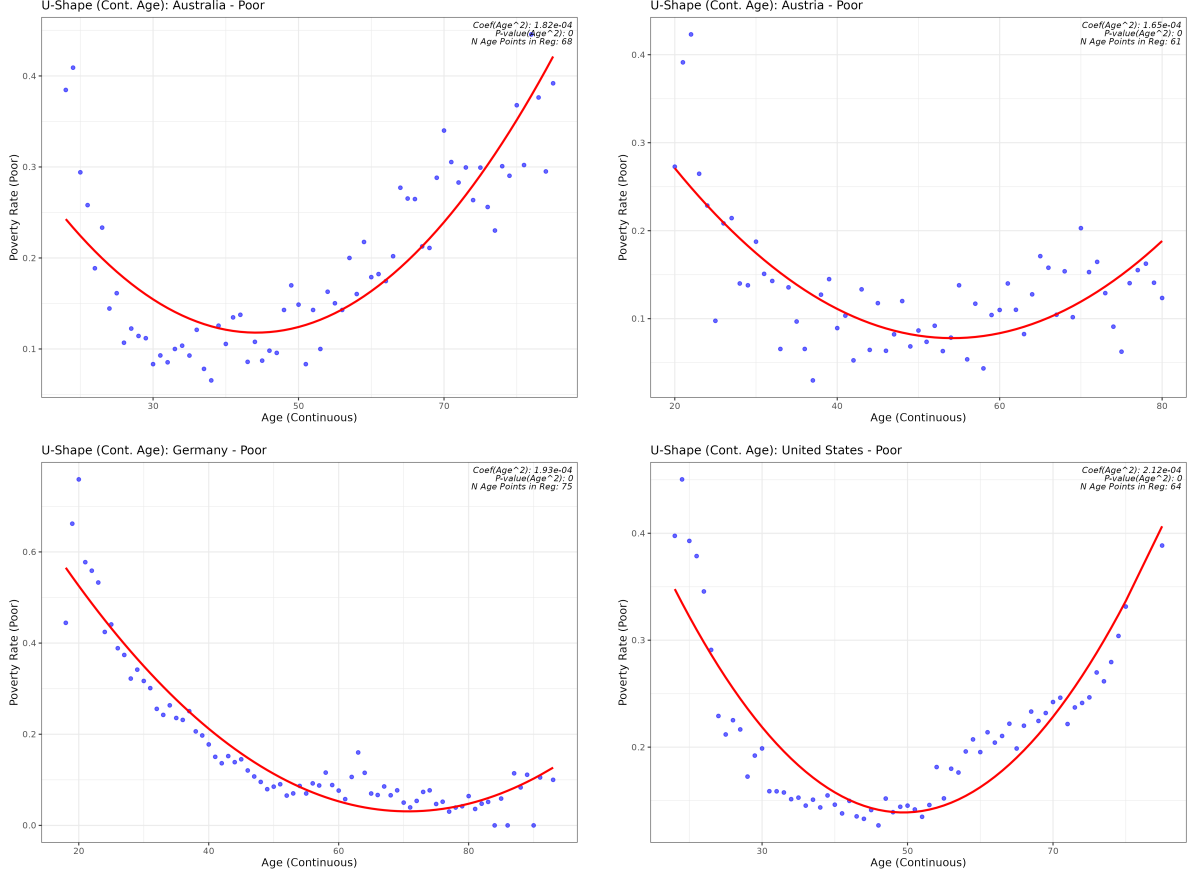 U-Shape (Cont. Age): Australia - Poor
Coef(Age^2): 1.82e-04
P-value(Age^2): 0
N Age Points in Reg: 68
Poverty Rate (Poor)
0.4
0.3
0.2
0.1
30
50
70
Age (Continuous)
U-Shape (Cont. Age): Austria - Poor
Coef(Age^2): 1.65e-04
P-value(Age^2): 0
N Age Points in Reg: 61
Poverty Rate (Poor)
0.4
0.3
0.2
0.1
20
40
60
80
Age (Continuous)
U-Shape (Cont. Age): Germany - Poor
Coef(Age^2): 1.93e-04
P-value(Age^2): 0
N Age Points in Reg: 75
Poverty Rate (Poor)
0.6
0.4
0.2
0.0
20
40
60
80
Age (Continuous)
U-Shape (Cont. Age): United States - Poor
Coef(Age^2): 2.12e-04
P-value(Age^2): 0
N Age Points in Reg: 64
Poverty Rate (Poor)
0.4
0.3
0.2
30
50
70
Age (Continuous)